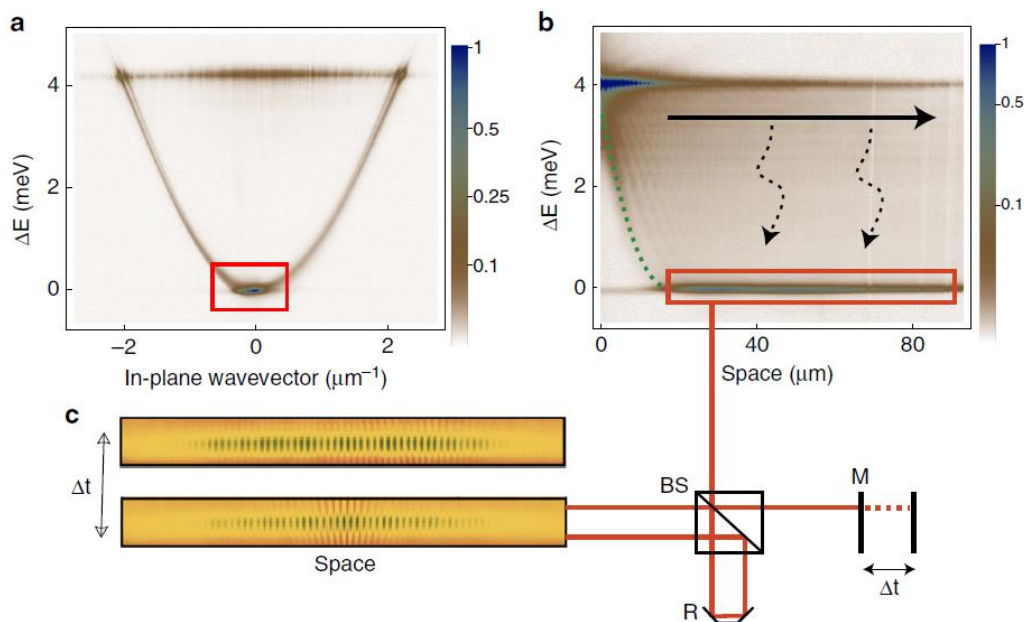 a
1
0.5
0.25
0.1
4
2
0
ΔE (meV)
−2
0
2
In-plane wavevector (μm⁻¹)
b
1
0.5
0.1
4
2
0
ΔE (meV)
0
40
80
Space (μm)
c
Δt
Space
BS
M
R
Δt